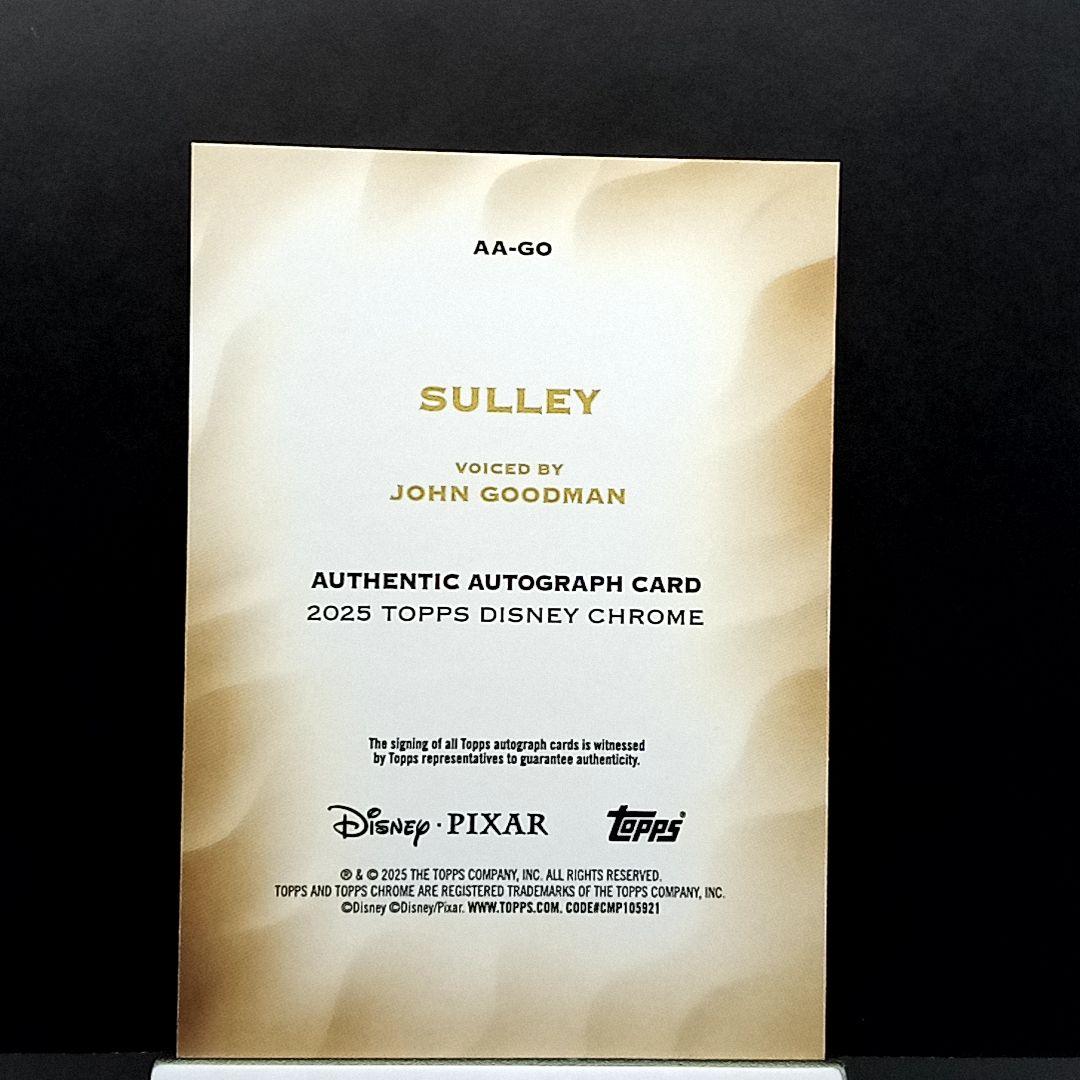 AA-GO
SULLEY
VOICED BY
JOHN GOODMAN
AUTHENTIC AUTOGRAPH CARD
2025 TOPPS DISNEY CHROME
The signing of all Topps autograph cards is witnessed
by Topps representatives to guarantee authenticity.
Disney · PIXAR topps®
® & © 2025 THE TOPPS COMPANY, INC. ALL RIGHTS RESERVED.
TOPPS AND TOPPS CHROME ARE REGISTERED TRADEMARKS OF THE TOPPS COMPANY, INC.
©Disney ©Disney/Pixar. WWW.TOPPS.COM. CODE#CMP105921